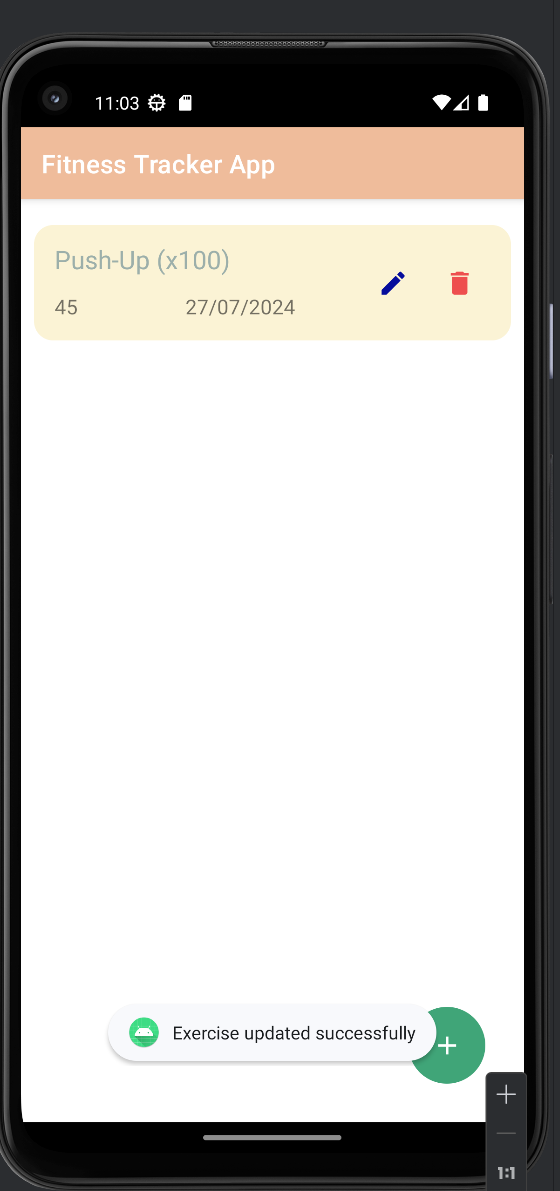 11:03
Fitness Tracker App
Push-Up (x100)
45 27/07/2024
Exercise updated successfully
1:1